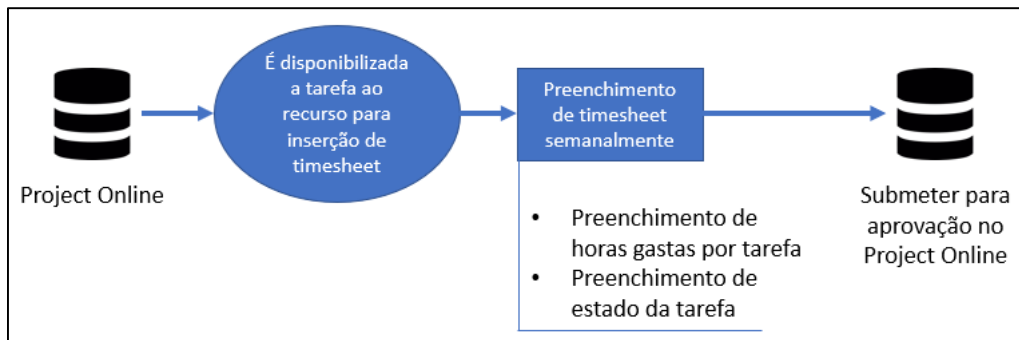 Project Online
É disponibilizada
a tarefa ao
recurso para
inserção de
timesheet
Preenchimento
de timesheet
semanalmente
• Preenchimento de
horas gastas por tarefa
• Preenchimento de
estado da tarefa
Submeter para
aprovação no
Project Online